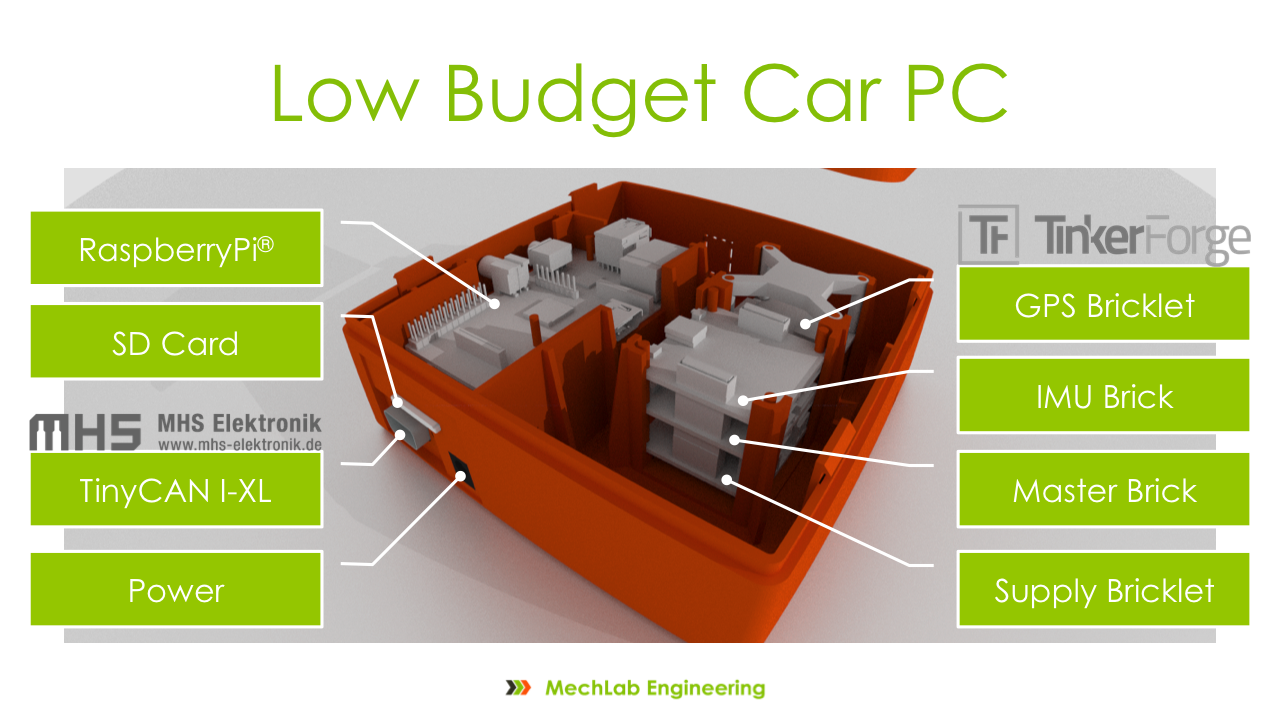 Low Budget Car PC
RaspberryPi®
SD Card
MHS MHS Elektronik
www.mhs-elektronik.de
TinyCAN I-XL
Power
TF TinkerForge
GPS Bricklet
IMU Brick
Master Brick
Supply Bricklet
MechLab Engineering